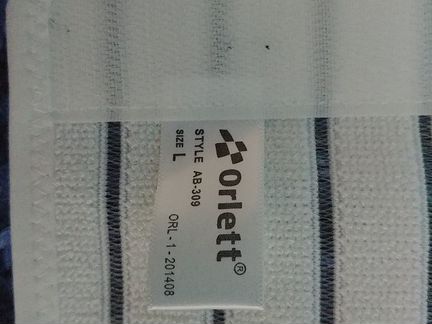 Orlett®
STYLE AB-309
SIZE L
ORL-1-201408